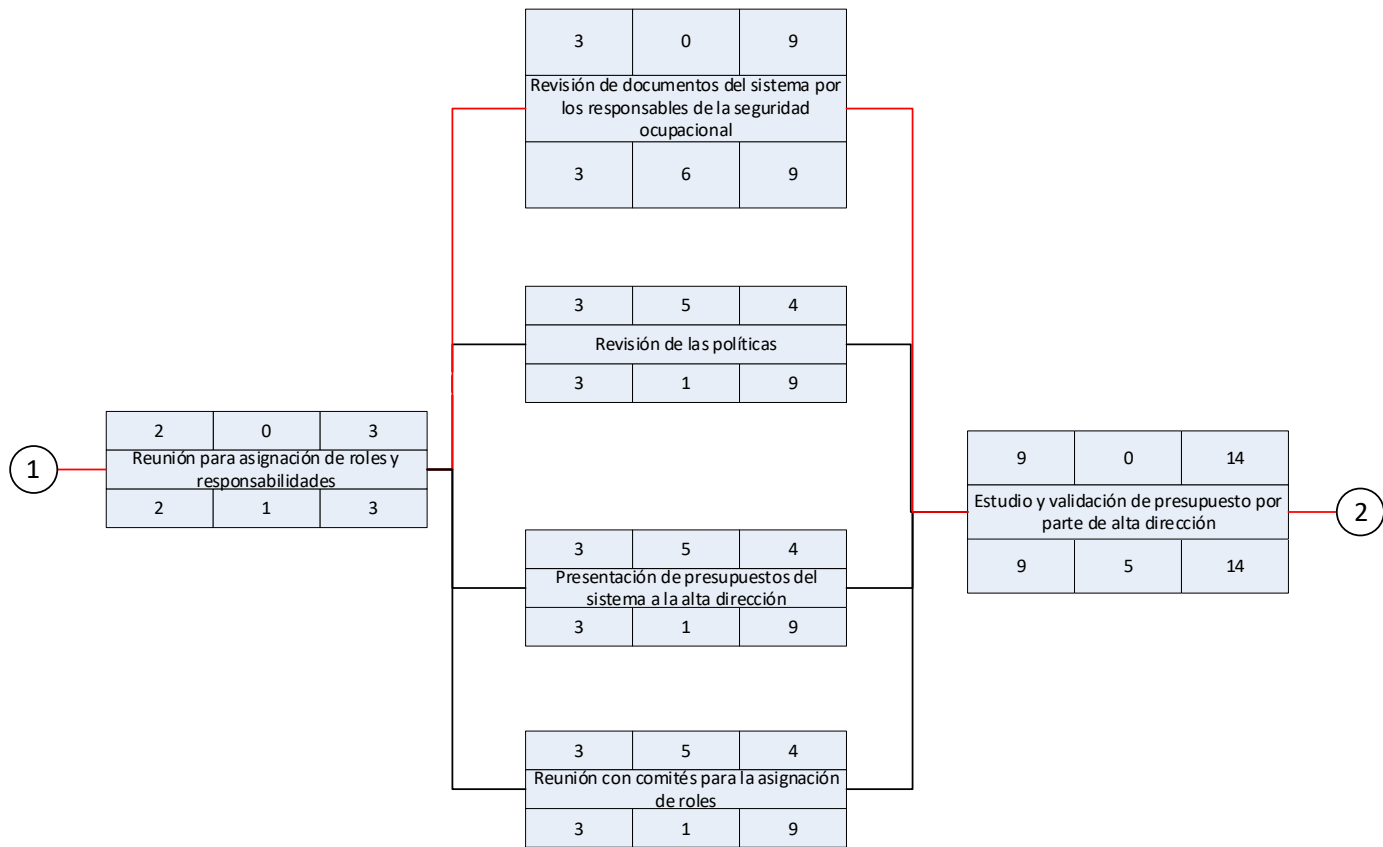 3 0 9
Revisión de documentos del sistema por
los responsables de la seguridad
ocupacional
3 6 9
3 5 4
Revisión de las políticas
3 1 9
1
2 0 3
Reunión para asignación de roles y
responsabilidades
2 1 3
3 5 4
Presentación de presupuestos del
sistema a la alta dirección
3 1 9
3 5 4
Reunión con comités para la asignación
de roles
3 1 9
9 0 14
Estudio y validación de presupuesto por
parte de alta dirección
9 5 14
2